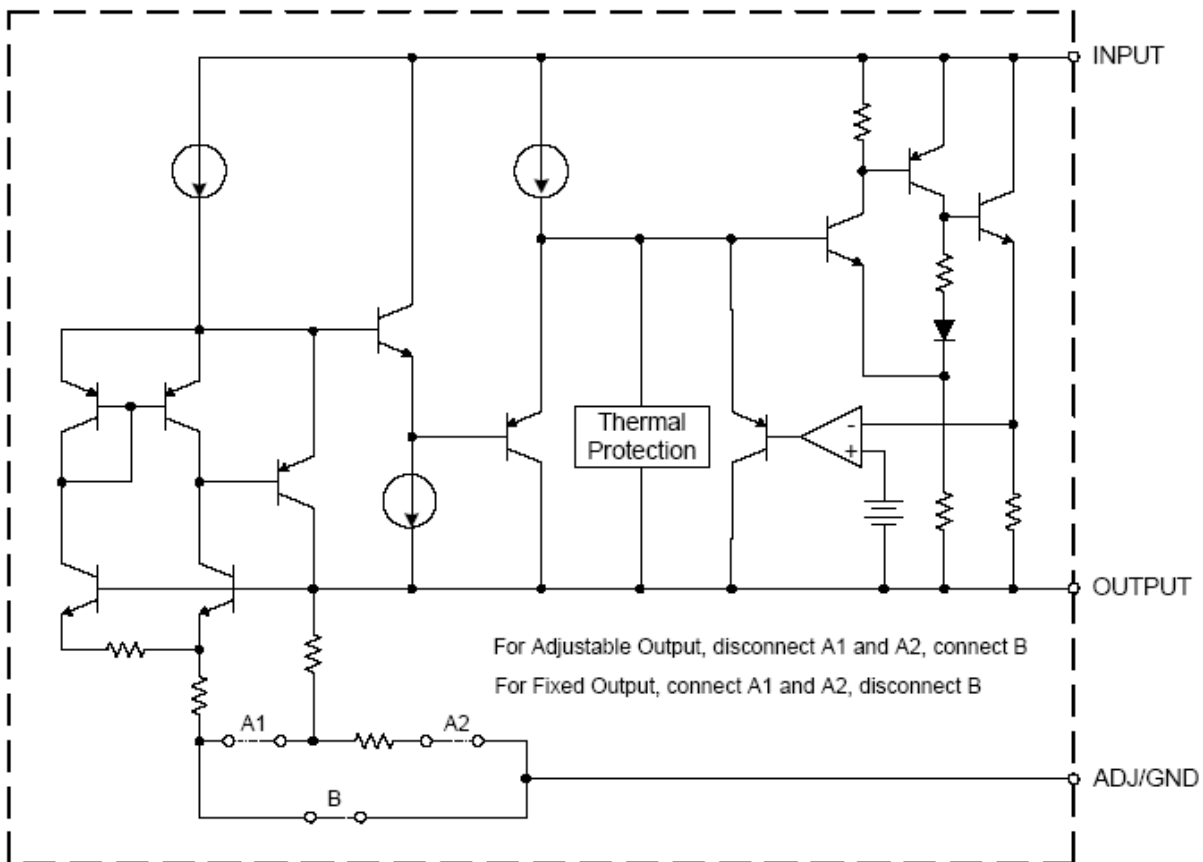 INPUT
Thermal
Protection
-
+
OUTPUT
For Adjustable Output, disconnect A1 and A2, connect B
For Fixed Output, connect A1 and A2, disconnect B
A1
A2
ADJ/GND
B